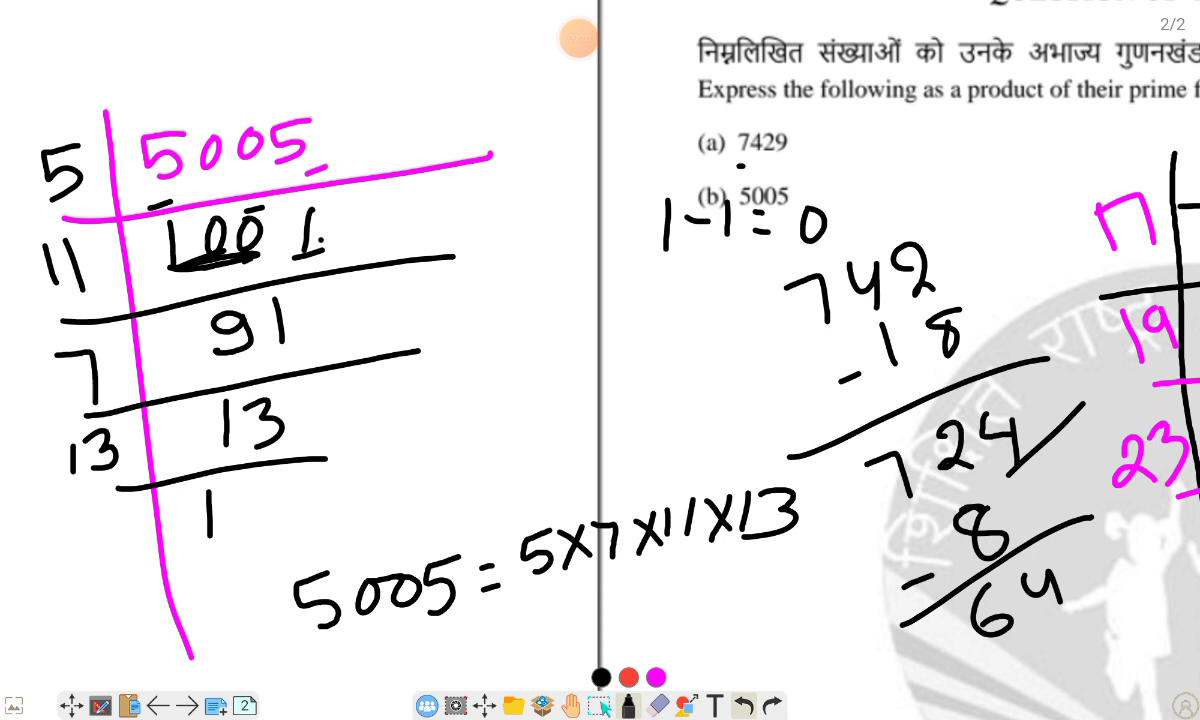 2/2
निम्नलिखित संख्याओं को उनके अभाज्य गुणनखंड
Express the following as a product of their prime f
(a) 7429
(b) 5005
5 5005
11 1001
7 91
13 13
1
5005 = 5×7×11×13
1-1=0
742
-18
724
-8
64
17
19
23
T
2